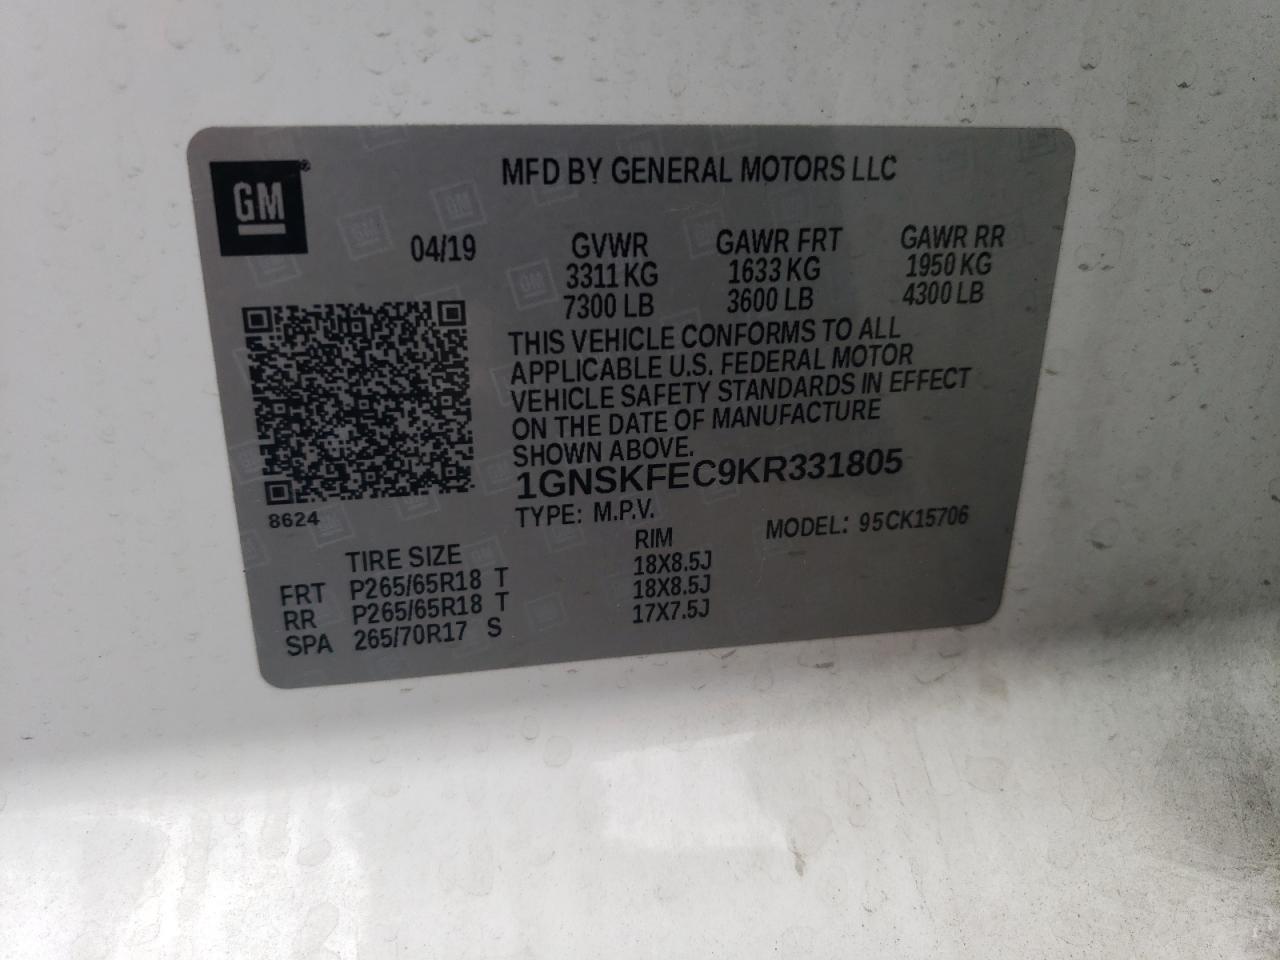 GM®
MFD BY GENERAL MOTORS LLC
04/19
GVWR GAWR FRT GAWR RR
3311 KG 1633 KG 1950 KG
7300 LB 3600 LB 4300 LB
THIS VEHICLE CONFORMS TO ALL
APPLICABLE U.S. FEDERAL MOTOR
VEHICLE SAFETY STANDARDS IN EFFECT
ON THE DATE OF MANUFACTURE
SHOWN ABOVE.
1GNSKFEC9KR331805
8624
TYPE: M.P.V. MODEL: 95CK15706
TIRE SIZE RIM
FRT P265/65R18 T 18X8.5J
RR P265/65R18 T 18X8.5J
SPA 265/70R17 S 17X7.5J